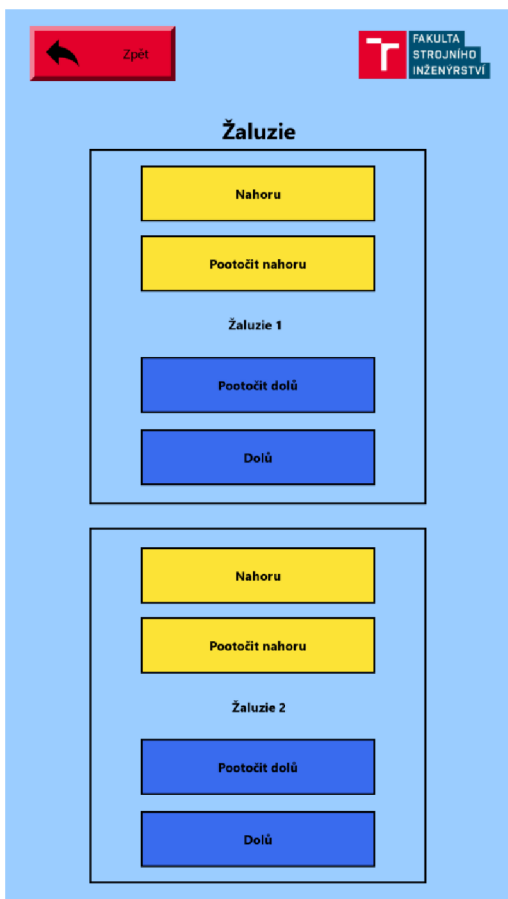 Zpět
FAKULTA
STROJNÍHO
INŽENÝRSTVÍ
Žaluzie
Nahoru
Pootočit nahoru
Žaluzie 1
Pootočit dolů
Dolů
Nahoru
Pootočit nahoru
Žaluzie 2
Pootočit dolů
Dolů